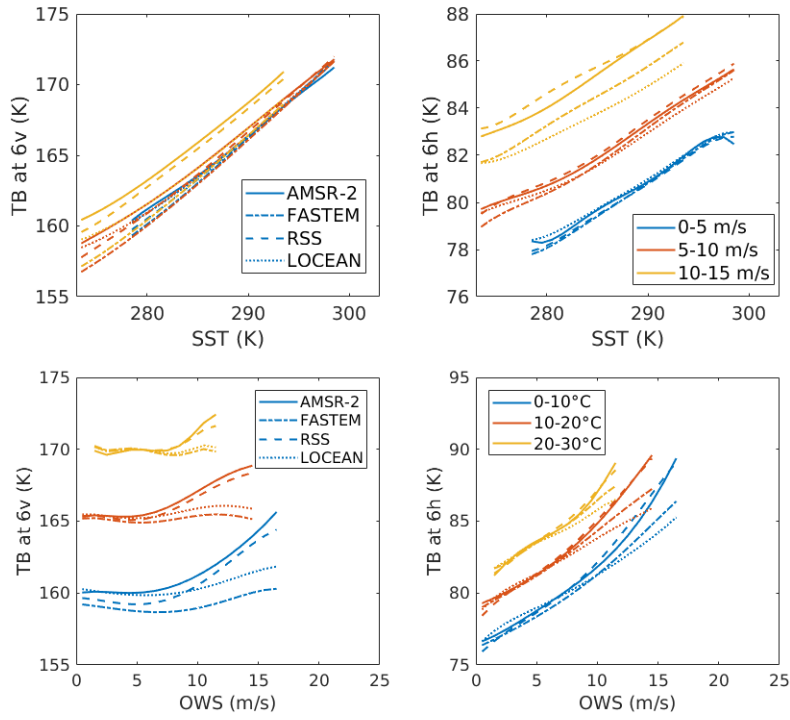 175
170
165
160
155
TB at 6v (K)
280
290
300
SST (K)
AMSR-2
FASTEM
RSS
LOCEAN
88
86
84
82
80
78
76
TB at 6h (K)
280
290
300
SST (K)
0-5 m/s
5-10 m/s
10-15 m/s
175
170
165
160
155
TB at 6v (K)
0
5
10
15
20
25
OWS (m/s)
AMSR-2
FASTEM
RSS
LOCEAN
95
90
85
80
75
TB at 6h (K)
0
5
10
15
20
25
OWS (m/s)
0-10°C
10-20°C
20-30°C